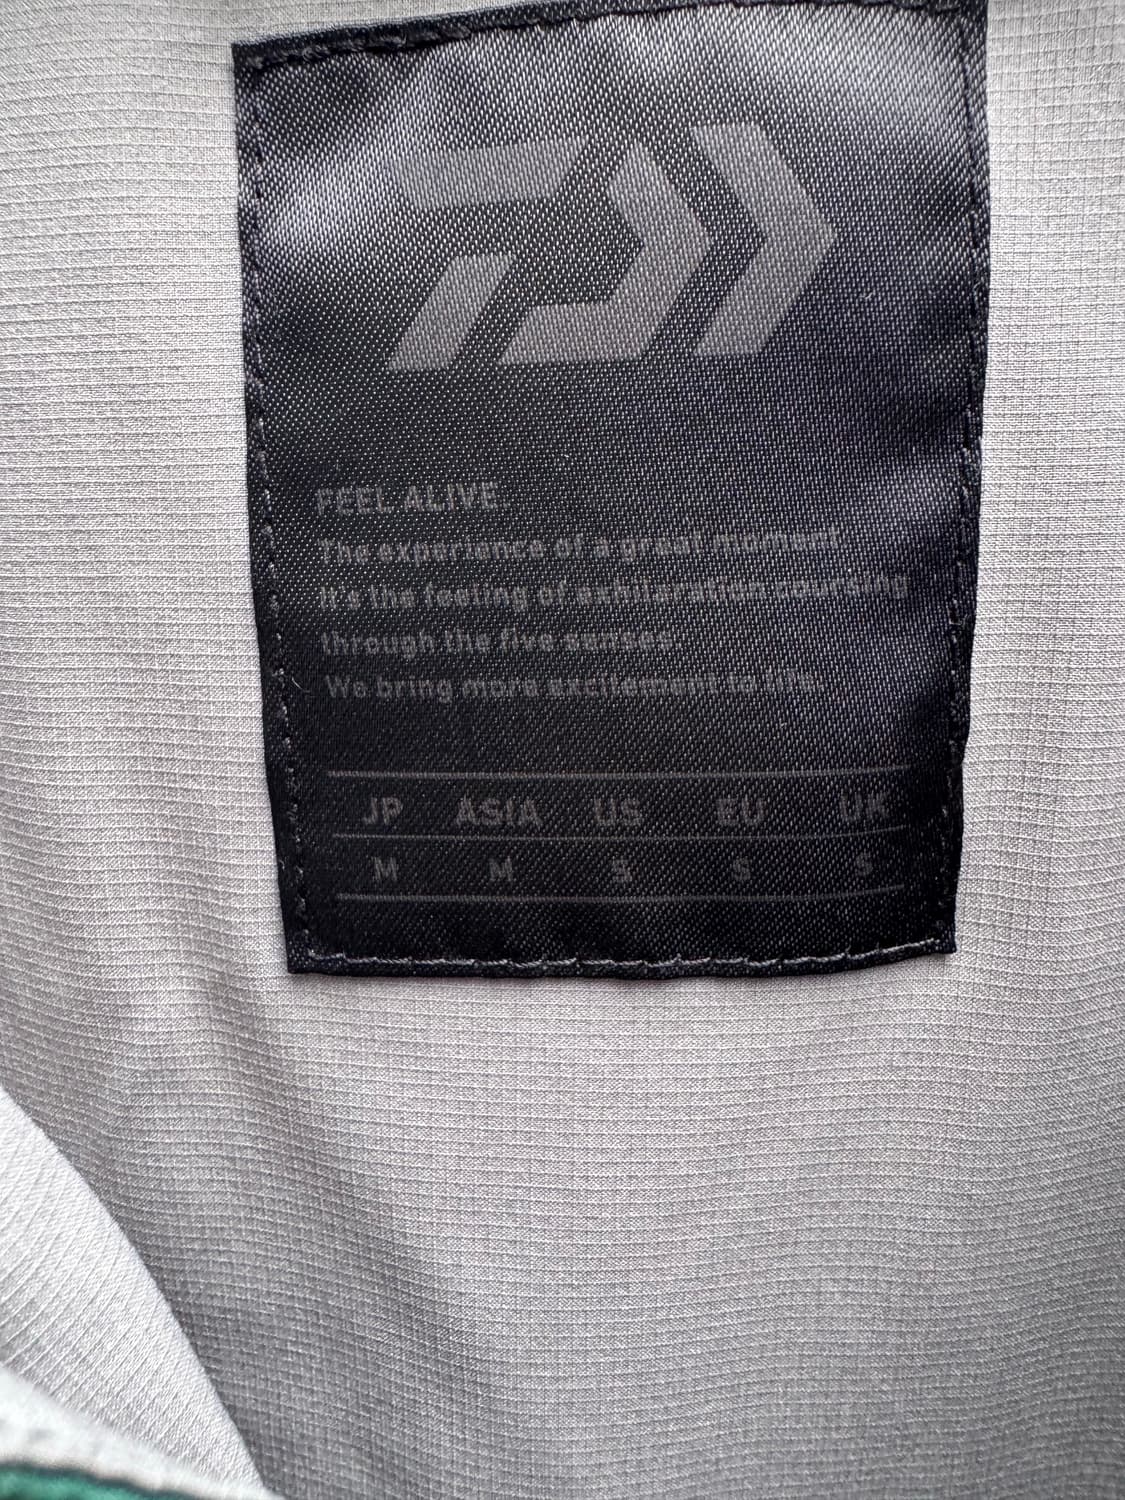 FEEL ALIVE
The experience of a great moment
It's the feeling of exhilaration coursing
through the five senses
We bring more excitement to life.
JP ASIA US EU UK
M M S S S